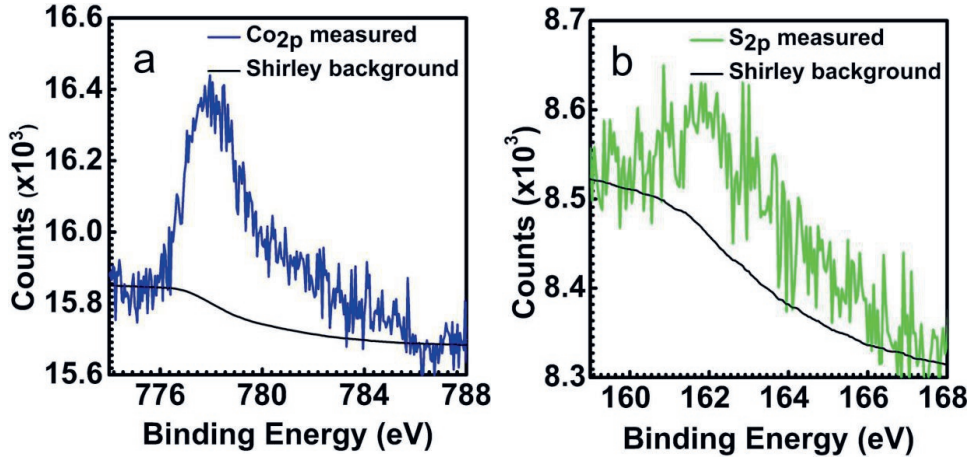 a
Co2p measured
Shirley background
16.6
16.4
16.2
16.0
15.8
15.6
Counts (x10³)
776 780 784 788
Binding Energy (eV)
b
S2p measured
Shirley background
8.7
8.6
8.5
8.4
8.3
Counts (x10³)
160 162 164 166 168
Binding Energy (eV)